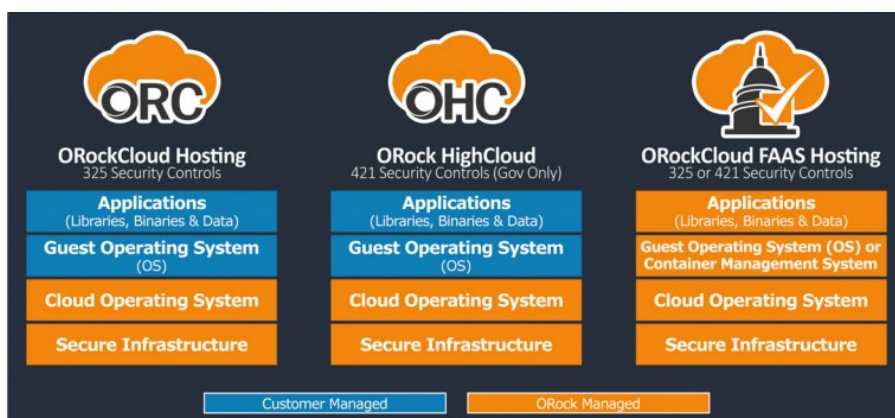 ORC
ORockCloud Hosting
325 Security Controls
Applications
(Libraries, Binaries & Data)
Guest Operating System
(OS)
Cloud Operating System
Secure Infrastructure
OHC
ORock HighCloud
421 Security Controls (Gov Only)
Applications
(Libraries, Binaries & Data)
Guest Operating System
(OS)
Cloud Operating System
Secure Infrastructure
ORockCloud FAAS Hosting
325 or 421 Security Controls
Applications
(Libraries, Binaries & Data)
Guest Operating System (OS) or
Container Management System
Cloud Operating System
Secure Infrastructure
Customer Managed
ORock Managed